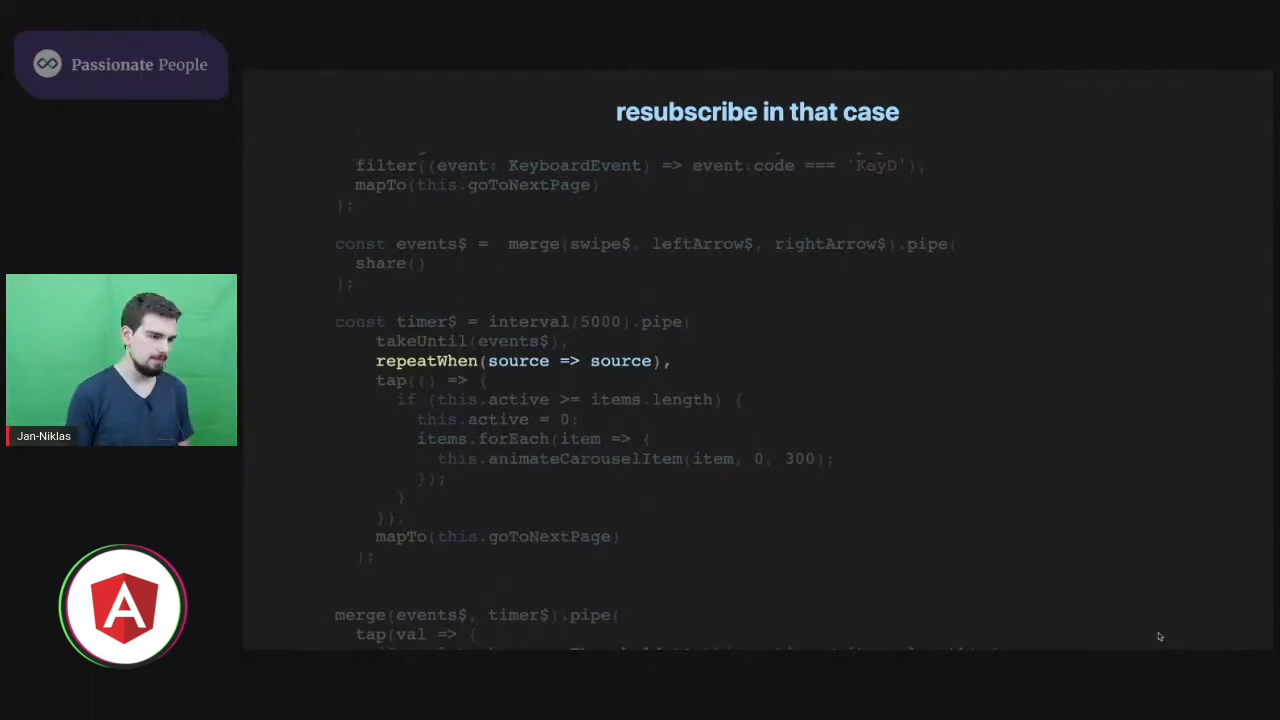 Passionate People
resubscribe in that case
filter((event: KeyboardEvent) => event.code === 'KeyD'),
mapTo(this.goToNextPage)
);
const events$ =  merge(swipe$, leftArrow$, rightArrow$).pipe(
share()
);
const timer$ = interval(5000).pipe(
takeUntil(events$),
repeatWhen(source => source),
tap(() => {
if (this.active >= items.length) {
this.active = 0;
items.forEach(item => {
this.animateCarouselItem(item, 0, 300);
});
}
}),
mapTo(this.goToNextPage)
);
merge(events$, timer$).pipe(
tap(val => {
Jan-Niklas